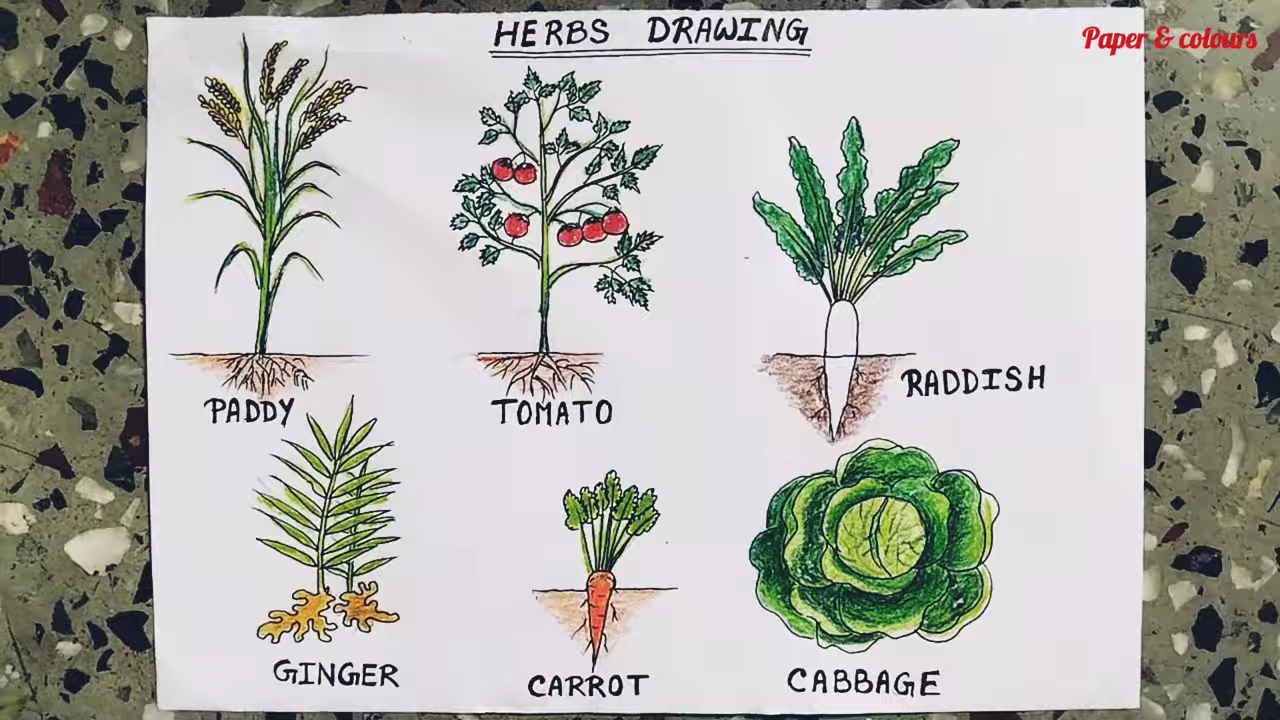 HERBS DRAWING
Paper & colours
PADDY
TOMATO
RADDISH
GINGER
CARROT
CABBAGE